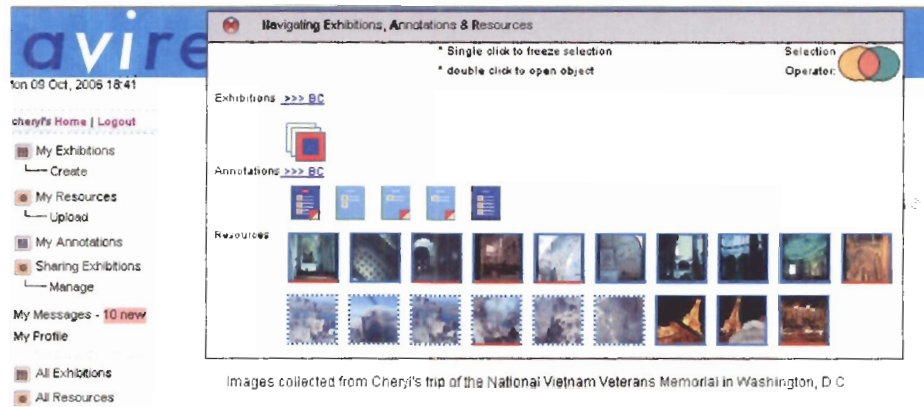 avire
Navigating Exhibitions, Annotations & Resources
* Single click to freeze selection
* double click to open object
Selection
Operator:
Mon 09 Oct, 2006 18:41
cheryl's Home | Logout
My Exhibitions
Create
My Resources
Upload
My Annotations
Sharing Exhibitions
Manage
My Messages - 10 new
My Profile
All Exhibitions
All Resources
Exhibitions >>> BC
Annotations >>> BC
Resources
Images collected from Cheryl's trip of the National Vietnam Veterans Memorial in Washington, D C